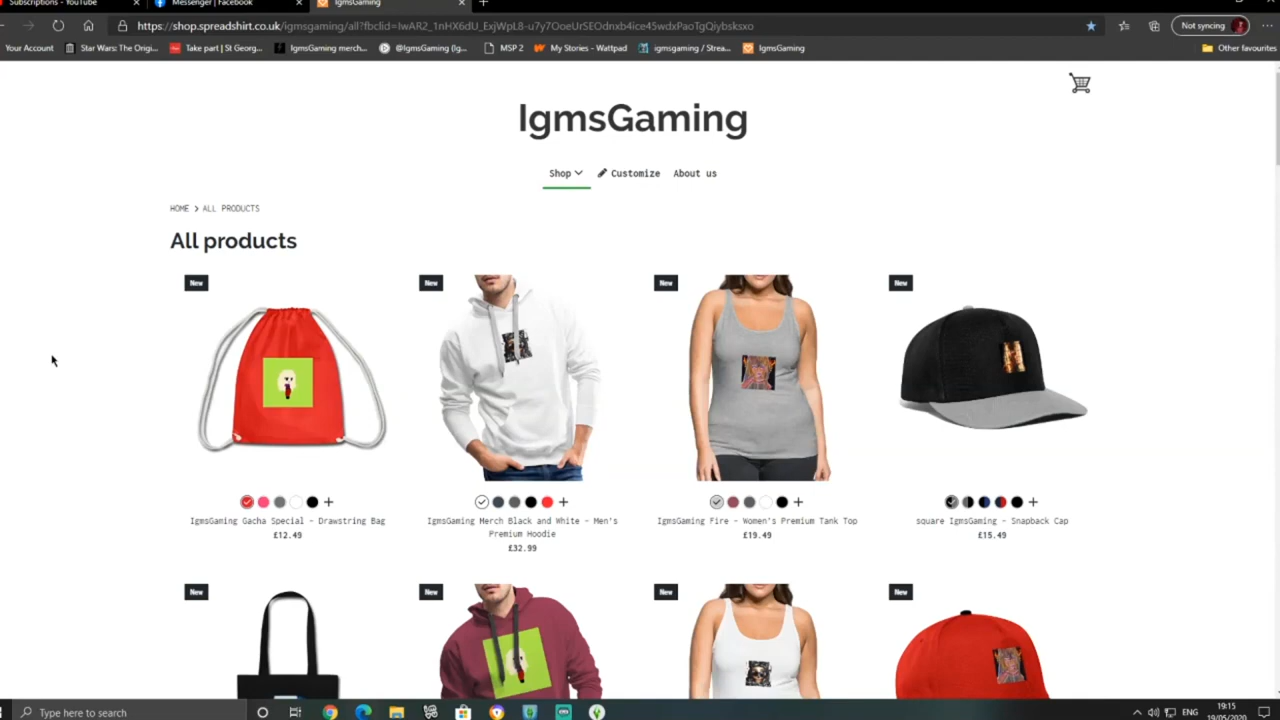 Subscriptions - YouTube
Messenger | Facebook
IgmsGaming
https://shop.spreadshirt.co.uk/igmsgaming/all?fbclid=IwAR2_1nHX6dU_ExjWpL8-u7y7OoeUrSEOdnxb4ice45wdxPaoTgQiybsksxo
Not syncing
Your Account
Star Wars: The Origi...
Take part | St Georg...
IgmsGaming merch...
@IgmsGaming (Ig...
MSP 2
My Stories - Wattpad
igmsgaming / Strea...
IgmsGaming
Other favourites
IgmsGaming
Shop Customize About us
HOME > ALL PRODUCTS
All products
New New New New
IgmsGaming Gacha Special - Drawstring Bag
£12.49
IgmsGaming Merch Black and White - Men's
Premium Hoodie
£32.99
IgmsGaming Fire - Women's Premium Tank Top
£19.49
square IgmsGaming - Snapback Cap
£15.49
New New New New
Type here to search
ENG
19:15
19/05/2020